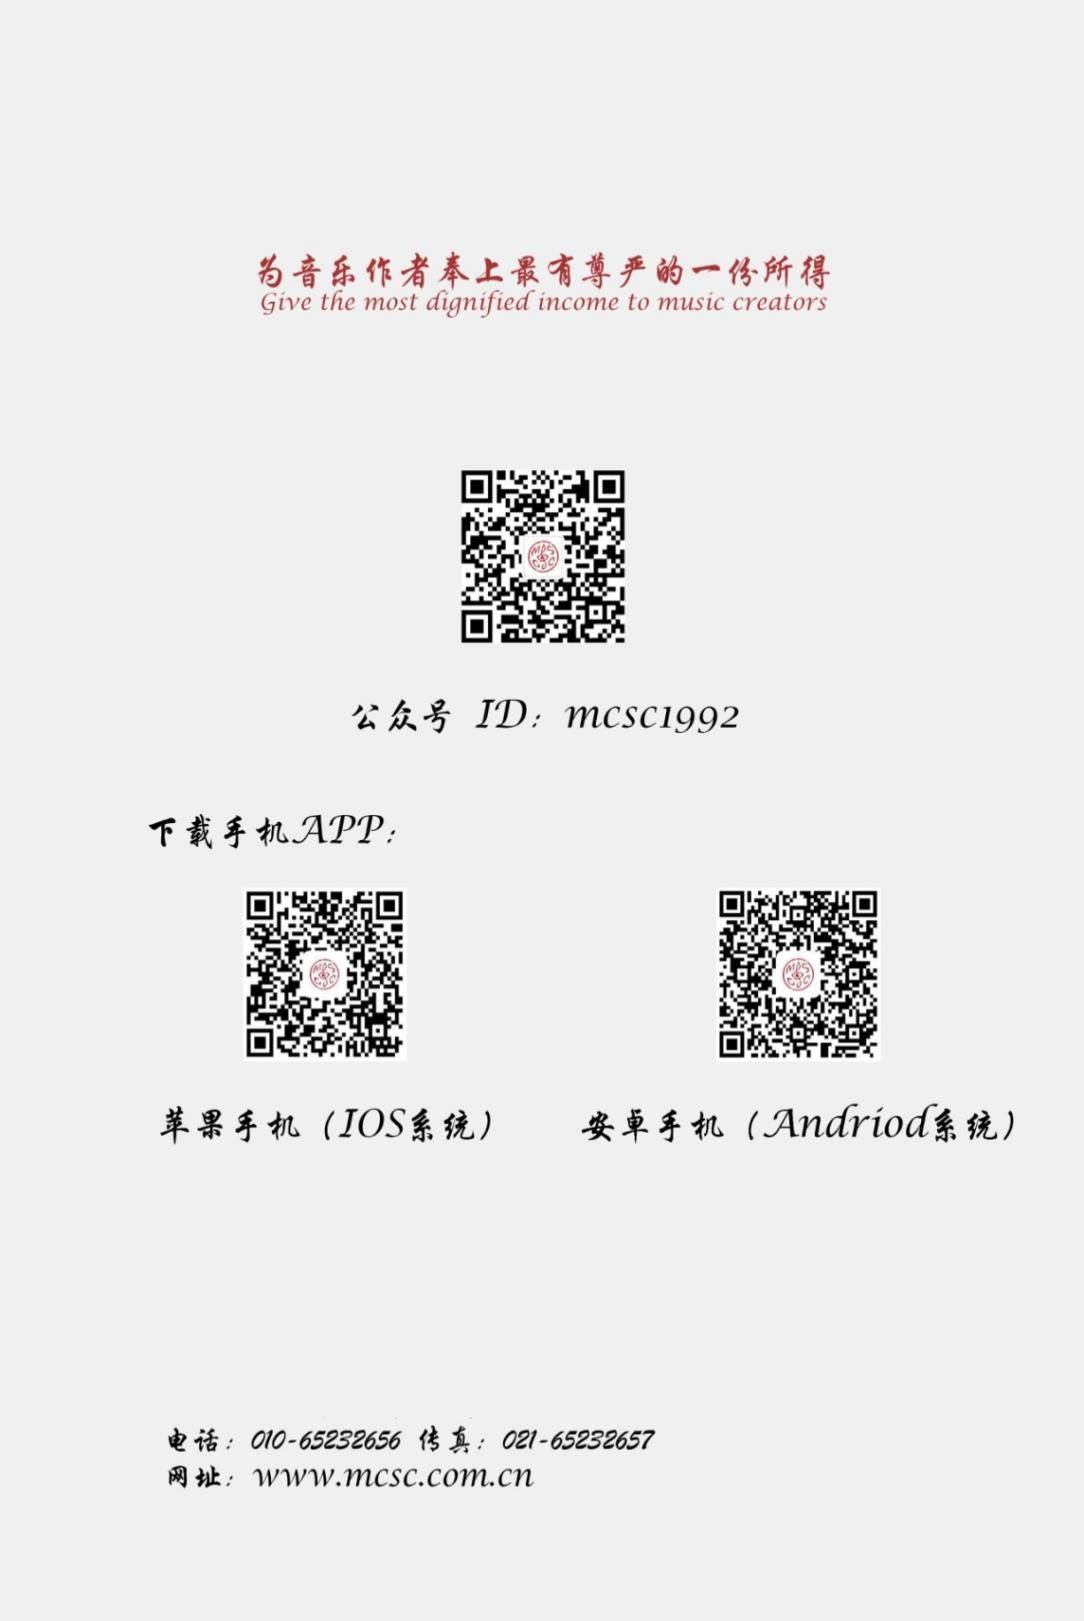 为音乐作者奉上最有尊严的一份所得
Give the most dignified income to music creators
公众号 ID：mcsc1992
下载手机APP：
苹果手机（IOS系统）
安卓手机（Andriod系统）
电话：010-65232656 传真：021-65232657
网址：www.mcsc.com.cn